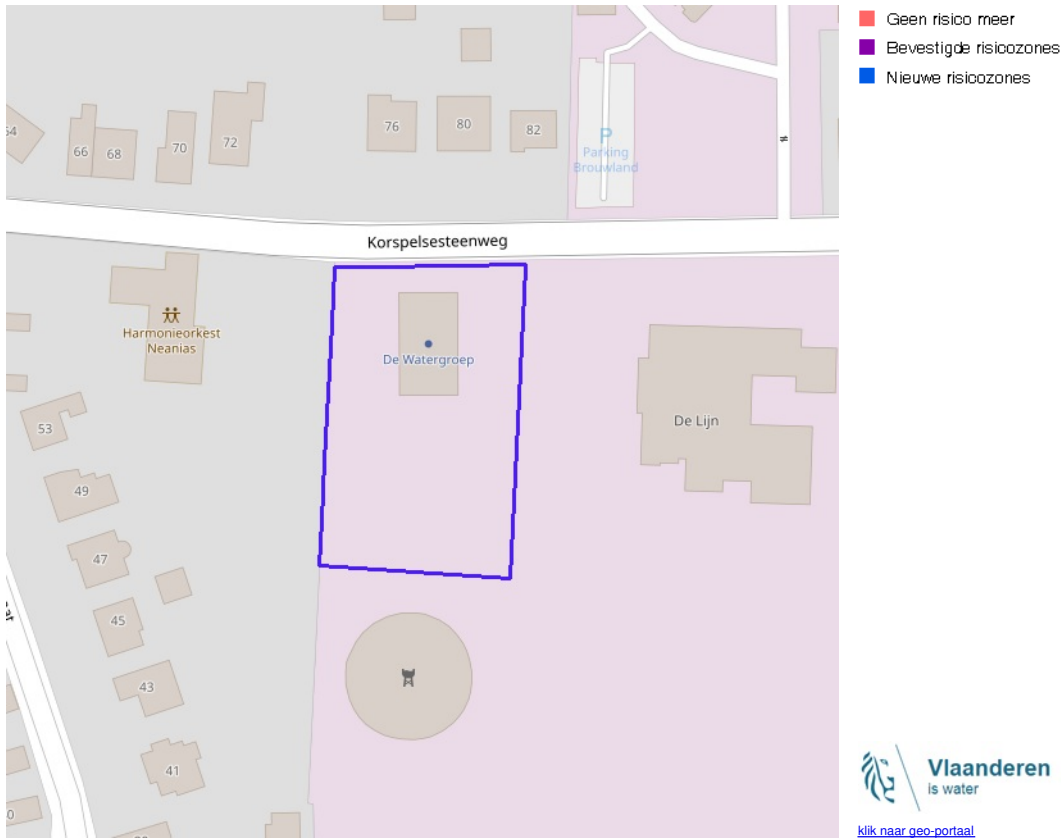 Geen risico meer
Bevestigde risicozones
Nieuwe risicozones
54
66
68
70
72
76
80
82
P
Parking
Brouwland
Korspelsesteenweg
Harmonieorkest
Neanias
De Watergroep
De Lijn
53
49
47
45
43
41
Vlaanderen
is water
klik naar geo-portaal